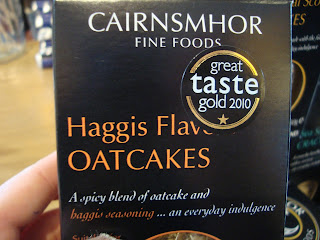 CAIRNSMHOR
FINE FOODS
great
taste
gold 2010
Haggis Flav
OATCAKES
A spicy blend of oatcake and
haggis seasoning ... an everyday indulgence